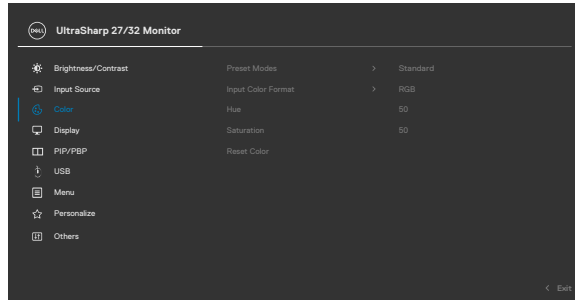 DELL UltraSharp 27/32 Monitor
Brightness/Contrast Preset Modes > Standard
Input Source Input Color Format > RGB
Color Hue 50
Display Saturation 50
PIP/PBP Reset Color
USB
Menu
Personalize
Others
< Exit